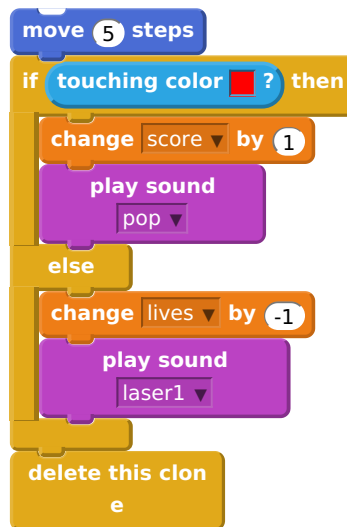 move 5 steps
if touching color ? then
change score ▾ by 1
play sound
pop ▾
else
change lives ▾ by -1
play sound
laser1 ▾
delete this clon
e